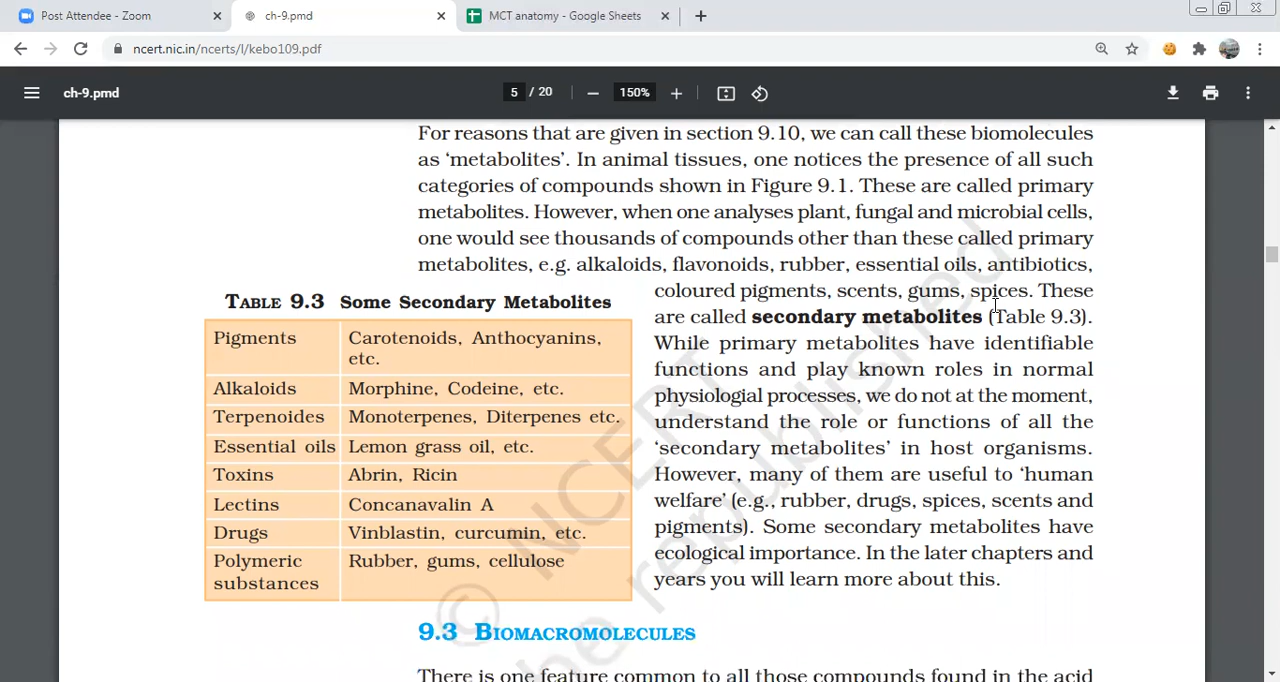 Post Attendee - Zoom
ch-9.pmd
MCT anatomy - Google Sheets
ncert.nic.in/ncerts/l/kebo109.pdf
ch-9.pmd
5 / 20
150%
For reasons that are given in section 9.10, we can call these biomolecules
as ‘metabolites’. In animal tissues, one notices the presence of all such
categories of compounds shown in Figure 9.1. These are called primary
metabolites. However, when one analyses plant, fungal and microbial cells,
one would see thousands of compounds other than these called primary
metabolites, e.g. alkaloids, flavonoids, rubber, essential oils, antibiotics,
coloured pigments, scents, gums, spices. These
are called secondary metabolites (Table 9.3).
While primary metabolites have identifiable
functions and play known roles in normal
physiologial processes, we do not at the moment,
understand the role or functions of all the
‘secondary metabolites’ in host organisms.
However, many of them are useful to ‘human
welfare’ (e.g., rubber, drugs, spices, scents and
pigments). Some secondary metabolites have
ecological importance. In the later chapters and
years you will learn more about this.
TABLE 9.3 Some Secondary Metabolites
Pigments Carotenoids, Anthocyanins,
etc.
Alkaloids Morphine, Codeine, etc.
Terpenoides Monoterpenes, Diterpenes etc.
Essential oils Lemon grass oil, etc.
Toxins Abrin, Ricin
Lectins Concanavalin A
Drugs Vinblastin, curcumin, etc.
Polymeric Rubber, gums, cellulose
substances
9.3 BIOMACROMOLECULES
There is one feature common to all those compounds found in the acid
© NCERT
be republished